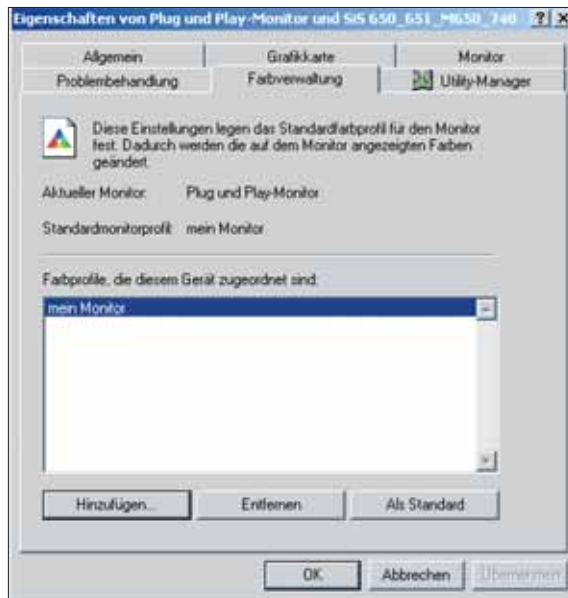 Eigenschaften von Plug und Play-Monitor und SiS 650_651_M650_740
Allgemein Grafikkarte Monitor
Problembehandlung Farbverwaltung Utility-Manager
Diese Einstellungen legen das Standardfarbprofil für den Monitor
fest. Dadurch werden die auf dem Monitor angezeigten Farben
geändert.
Aktueller Monitor: Plug und Play-Monitor
Standardmonitorprofil: mein Monitor
Farbprofile, die diesem Gerät zugeordnet sind:
mein Monitor
Hinzufügen... Entfernen Als Standard
OK Abbrechen Übernehmen